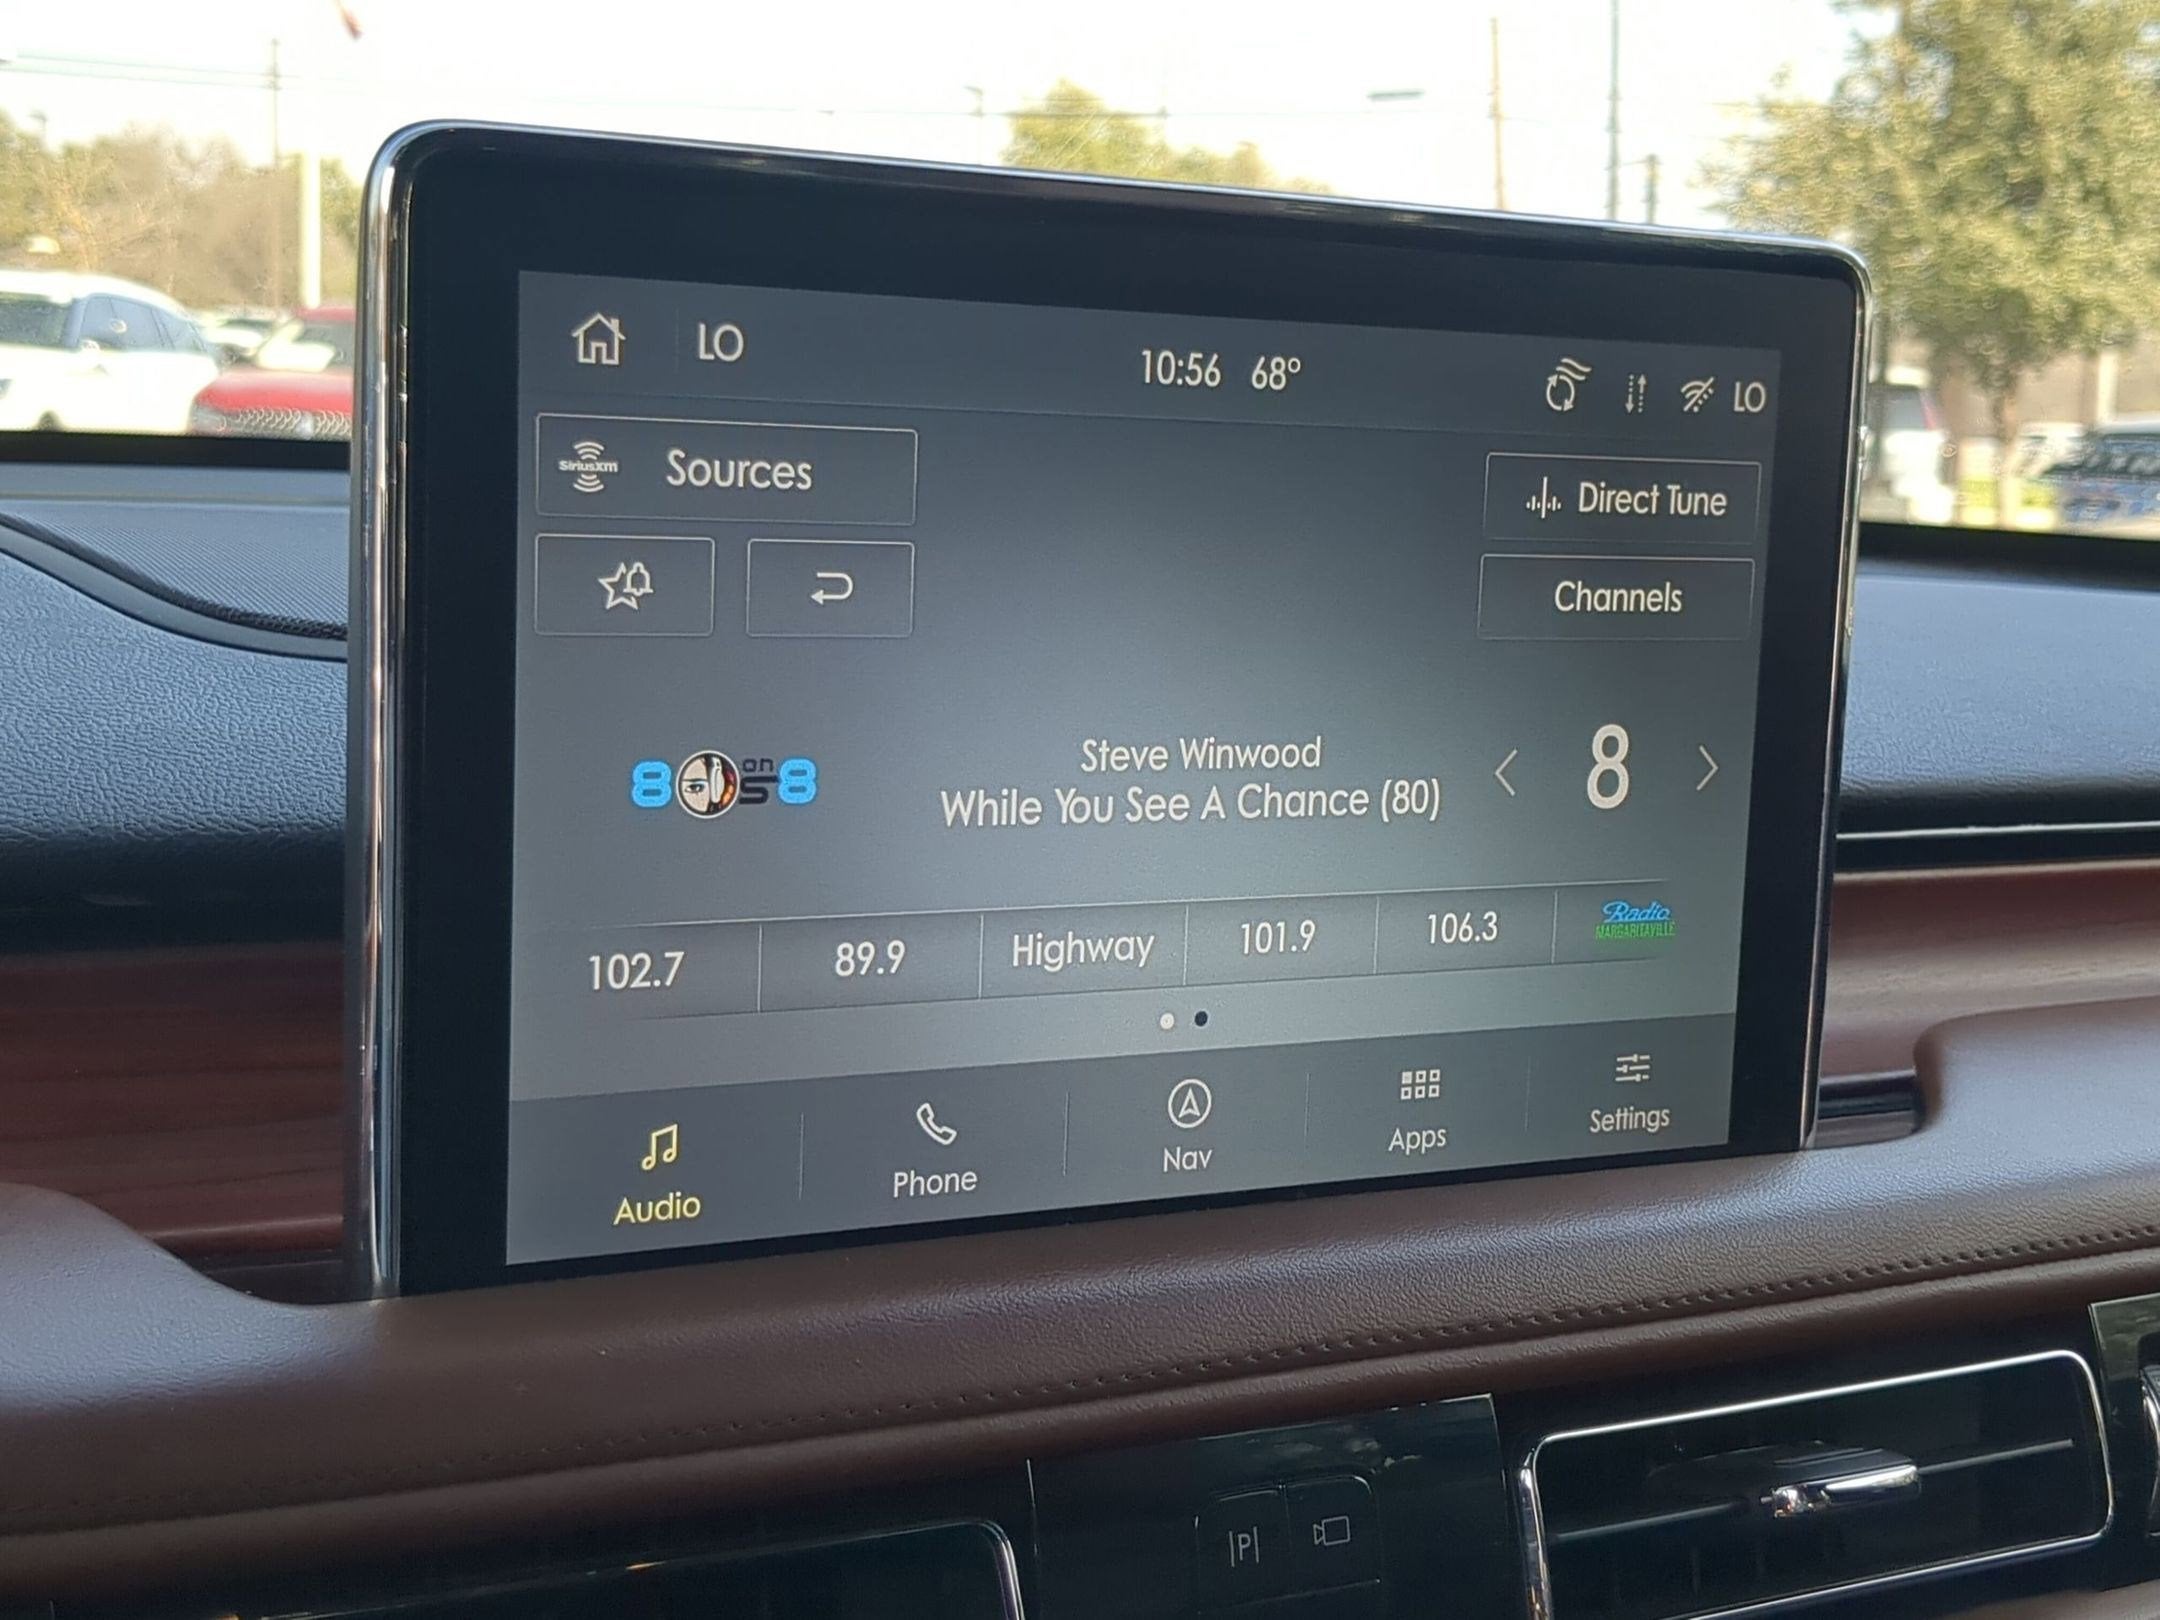 LO
10:56 68°
LO
SiriusXm
Sources
Direct Tune
Channels
80s on 8
Steve Winwood
While You See A Chance (80)
8
102.7
89.9
Highway
101.9
106.3
Radio
MARGARITAVILLE
Audio
Phone
Nav
Apps
Settings
|P|